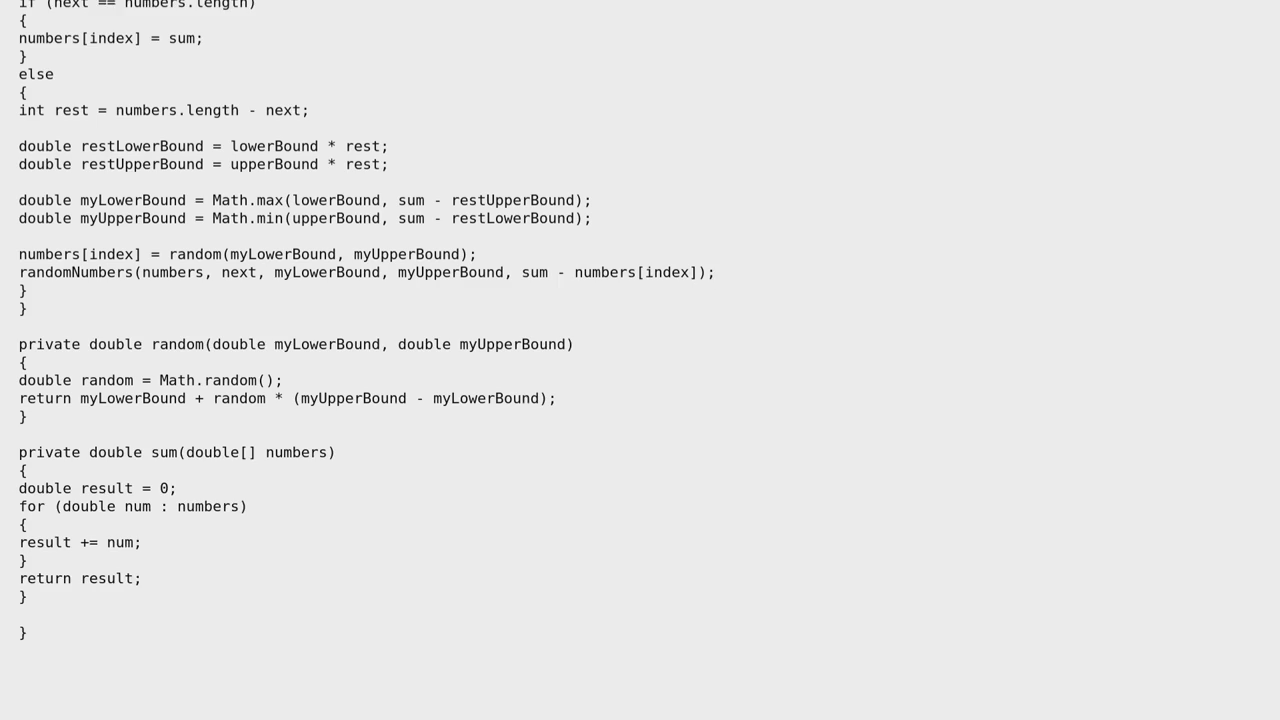 if (next == numbers.length)
{
numbers[index] = sum;
}
else
{
int rest = numbers.length - next;
double restLowerBound = lowerBound * rest;
double restUpperBound = upperBound * rest;
double myLowerBound = Math.max(lowerBound, sum - restUpperBound);
double myUpperBound = Math.min(upperBound, sum - restLowerBound);
numbers[index] = random(myLowerBound, myUpperBound);
randomNumbers(numbers, next, myLowerBound, myUpperBound, sum - numbers[index]);
}
}
private double random(double myLowerBound, double myUpperBound)
{
double random = Math.random();
return myLowerBound + random * (myUpperBound - myLowerBound);
}
private double sum(double[] numbers)
{
double result = 0;
for (double num : numbers)
{
result += num;
}
return result;
}
}